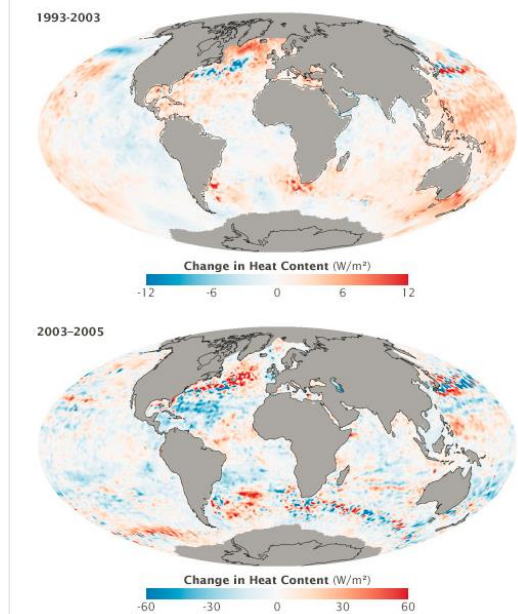 1993-2003
Change in Heat Content (W/m²)
-12 -6 0 6 12
2003–2005
Change in Heat Content (W/m²)
-60 -30 0 30 60